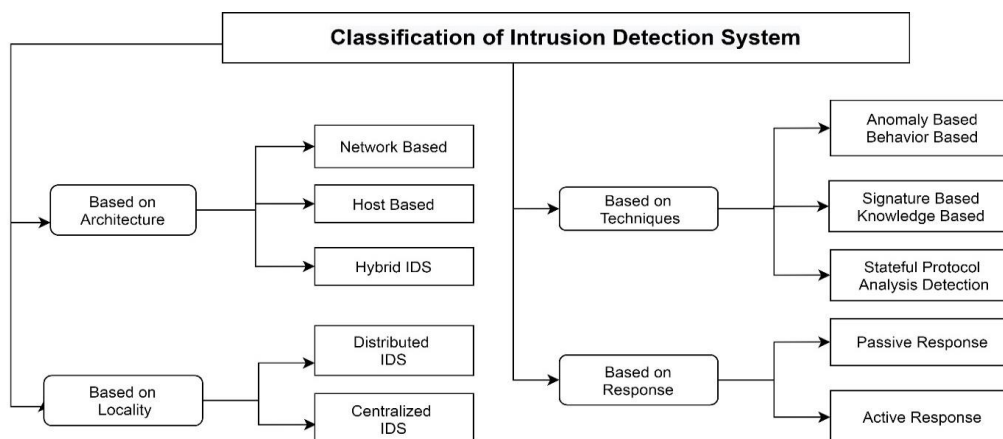 Classification of Intrusion Detection System
Based on
Architecture
Network Based
Host Based
Hybrid IDS
Based on
Locality
Distributed
IDS
Centralized
IDS
Based on
Techniques
Anomaly Based
Behavior Based
Signature Based
Knowledge Based
Stateful Protocol
Analysis Detection
Based on
Response
Passive Response
Active Response